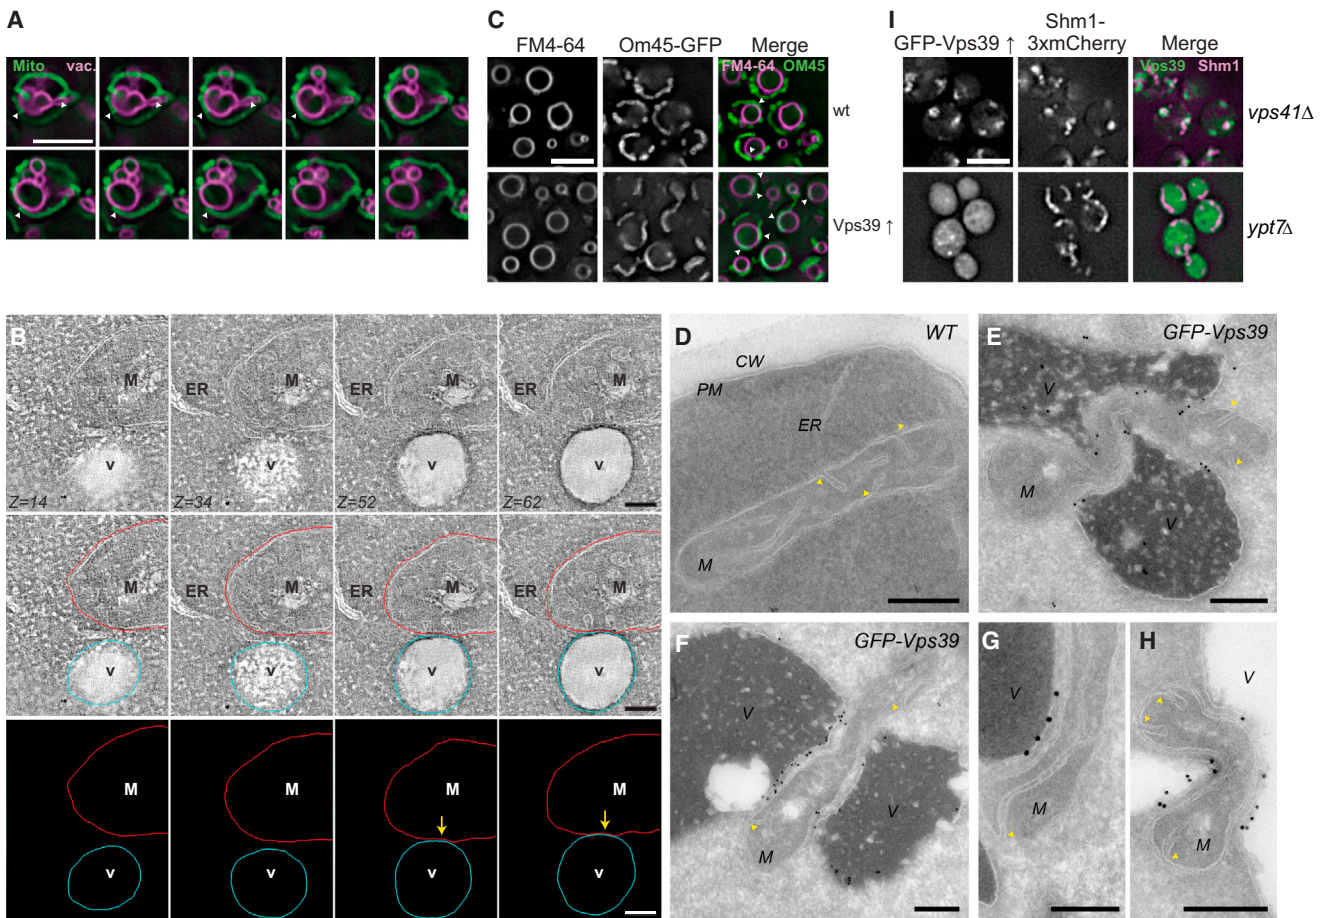 A
Mito vac.
C
FM4-64 Om45-GFP Merge
FM4-64 OM45
wt
Vps39 ↑
I
Shm1-
GFP-Vps39 ↑ 3xmCherry Merge
Vps39 Shm1
vps41Δ
ypt7Δ
B
M M M M
ER ER ER
v v v v
Z=14 Z=34 Z=52 Z=62
M M M M
ER ER ER
v v v v
M M M M
v v v v
D WT
CW
PM
ER
M
E GFP-Vps39
V
M
V
F GFP-Vps39
V
V
M
G
V
M
H
V
M